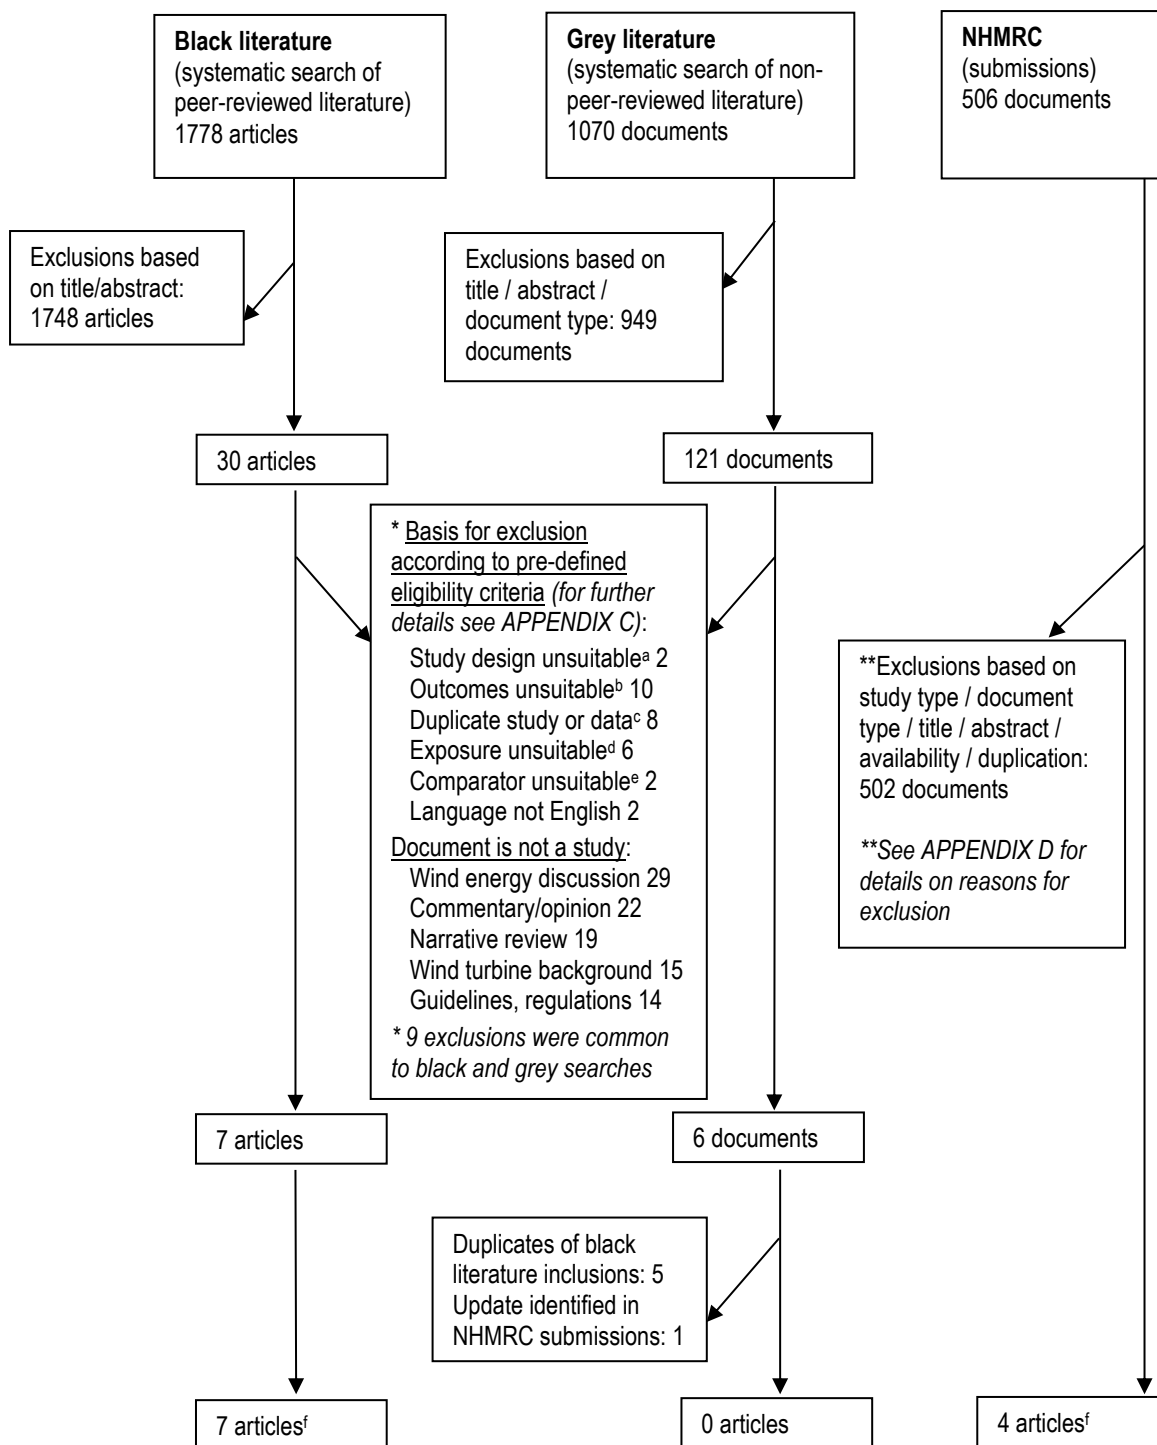 Black literature
(systematic search of
peer-reviewed literature)
1778 articles
Grey literature
(systematic search of non-
peer-reviewed literature)
1070 documents
NHMRC
(submissions)
506 documents
Exclusions based
on title/abstract:
1748 articles
Exclusions based on
title / abstract /
document type: 949
documents
30 articles
121 documents
* Basis for exclusion
according to pre-defined
eligibility criteria (for further
details see APPENDIX C):
Study design unsuitableᵃ 2
Outcomes unsuitableᵇ 10
Duplicate study or dataᶜ 8
Exposure unsuitableᵈ 6
Comparator unsuitableᵉ 2
Language not English 2
Document is not a study:
Wind energy discussion 29
Commentary/opinion 22
Narrative review 19
Wind turbine background 15
Guidelines, regulations 14
* 9 exclusions were common
to black and grey searches
**Exclusions based on
study type / document
type / title / abstract /
availability / duplication:
502 documents
**See APPENDIX D for
details on reasons for
exclusion
7 articles
6 documents
Duplicates of black
literature inclusions: 5
Update identified in
NHMRC submissions: 1
7 articlesᶠ
0 articles
4 articlesᶠ